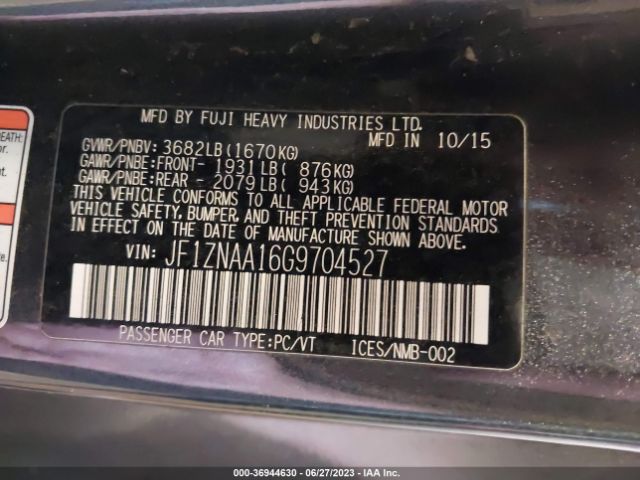 DEATH:
or.
n.
MFD BY FUJI HEAVY INDUSTRIES LTD.
GVWR/PNBV: 3682LB(1670KG) MFD IN 10/15
GAWR/PNBE:FRONT- 1931LB( 876KG)
GAWR/PNBE:REAR - 2079LB( 943KG)
THIS VEHICLE CONFORMS TO ALL APPLICABLE FEDERAL MOTOR
VEHICLE SAFETY, BUMPER, AND THEFT PREVENTION STANDARDS
IN EFFECT ON THE DATE OF MANUFACTURE SHOWN ABOVE.
VIN: JF1ZNAA16G9704527
PASSENGER CAR TYPE:PC/VT ICES/NMB-002
000-36944630 - 06/27/2023 - IAA Inc.